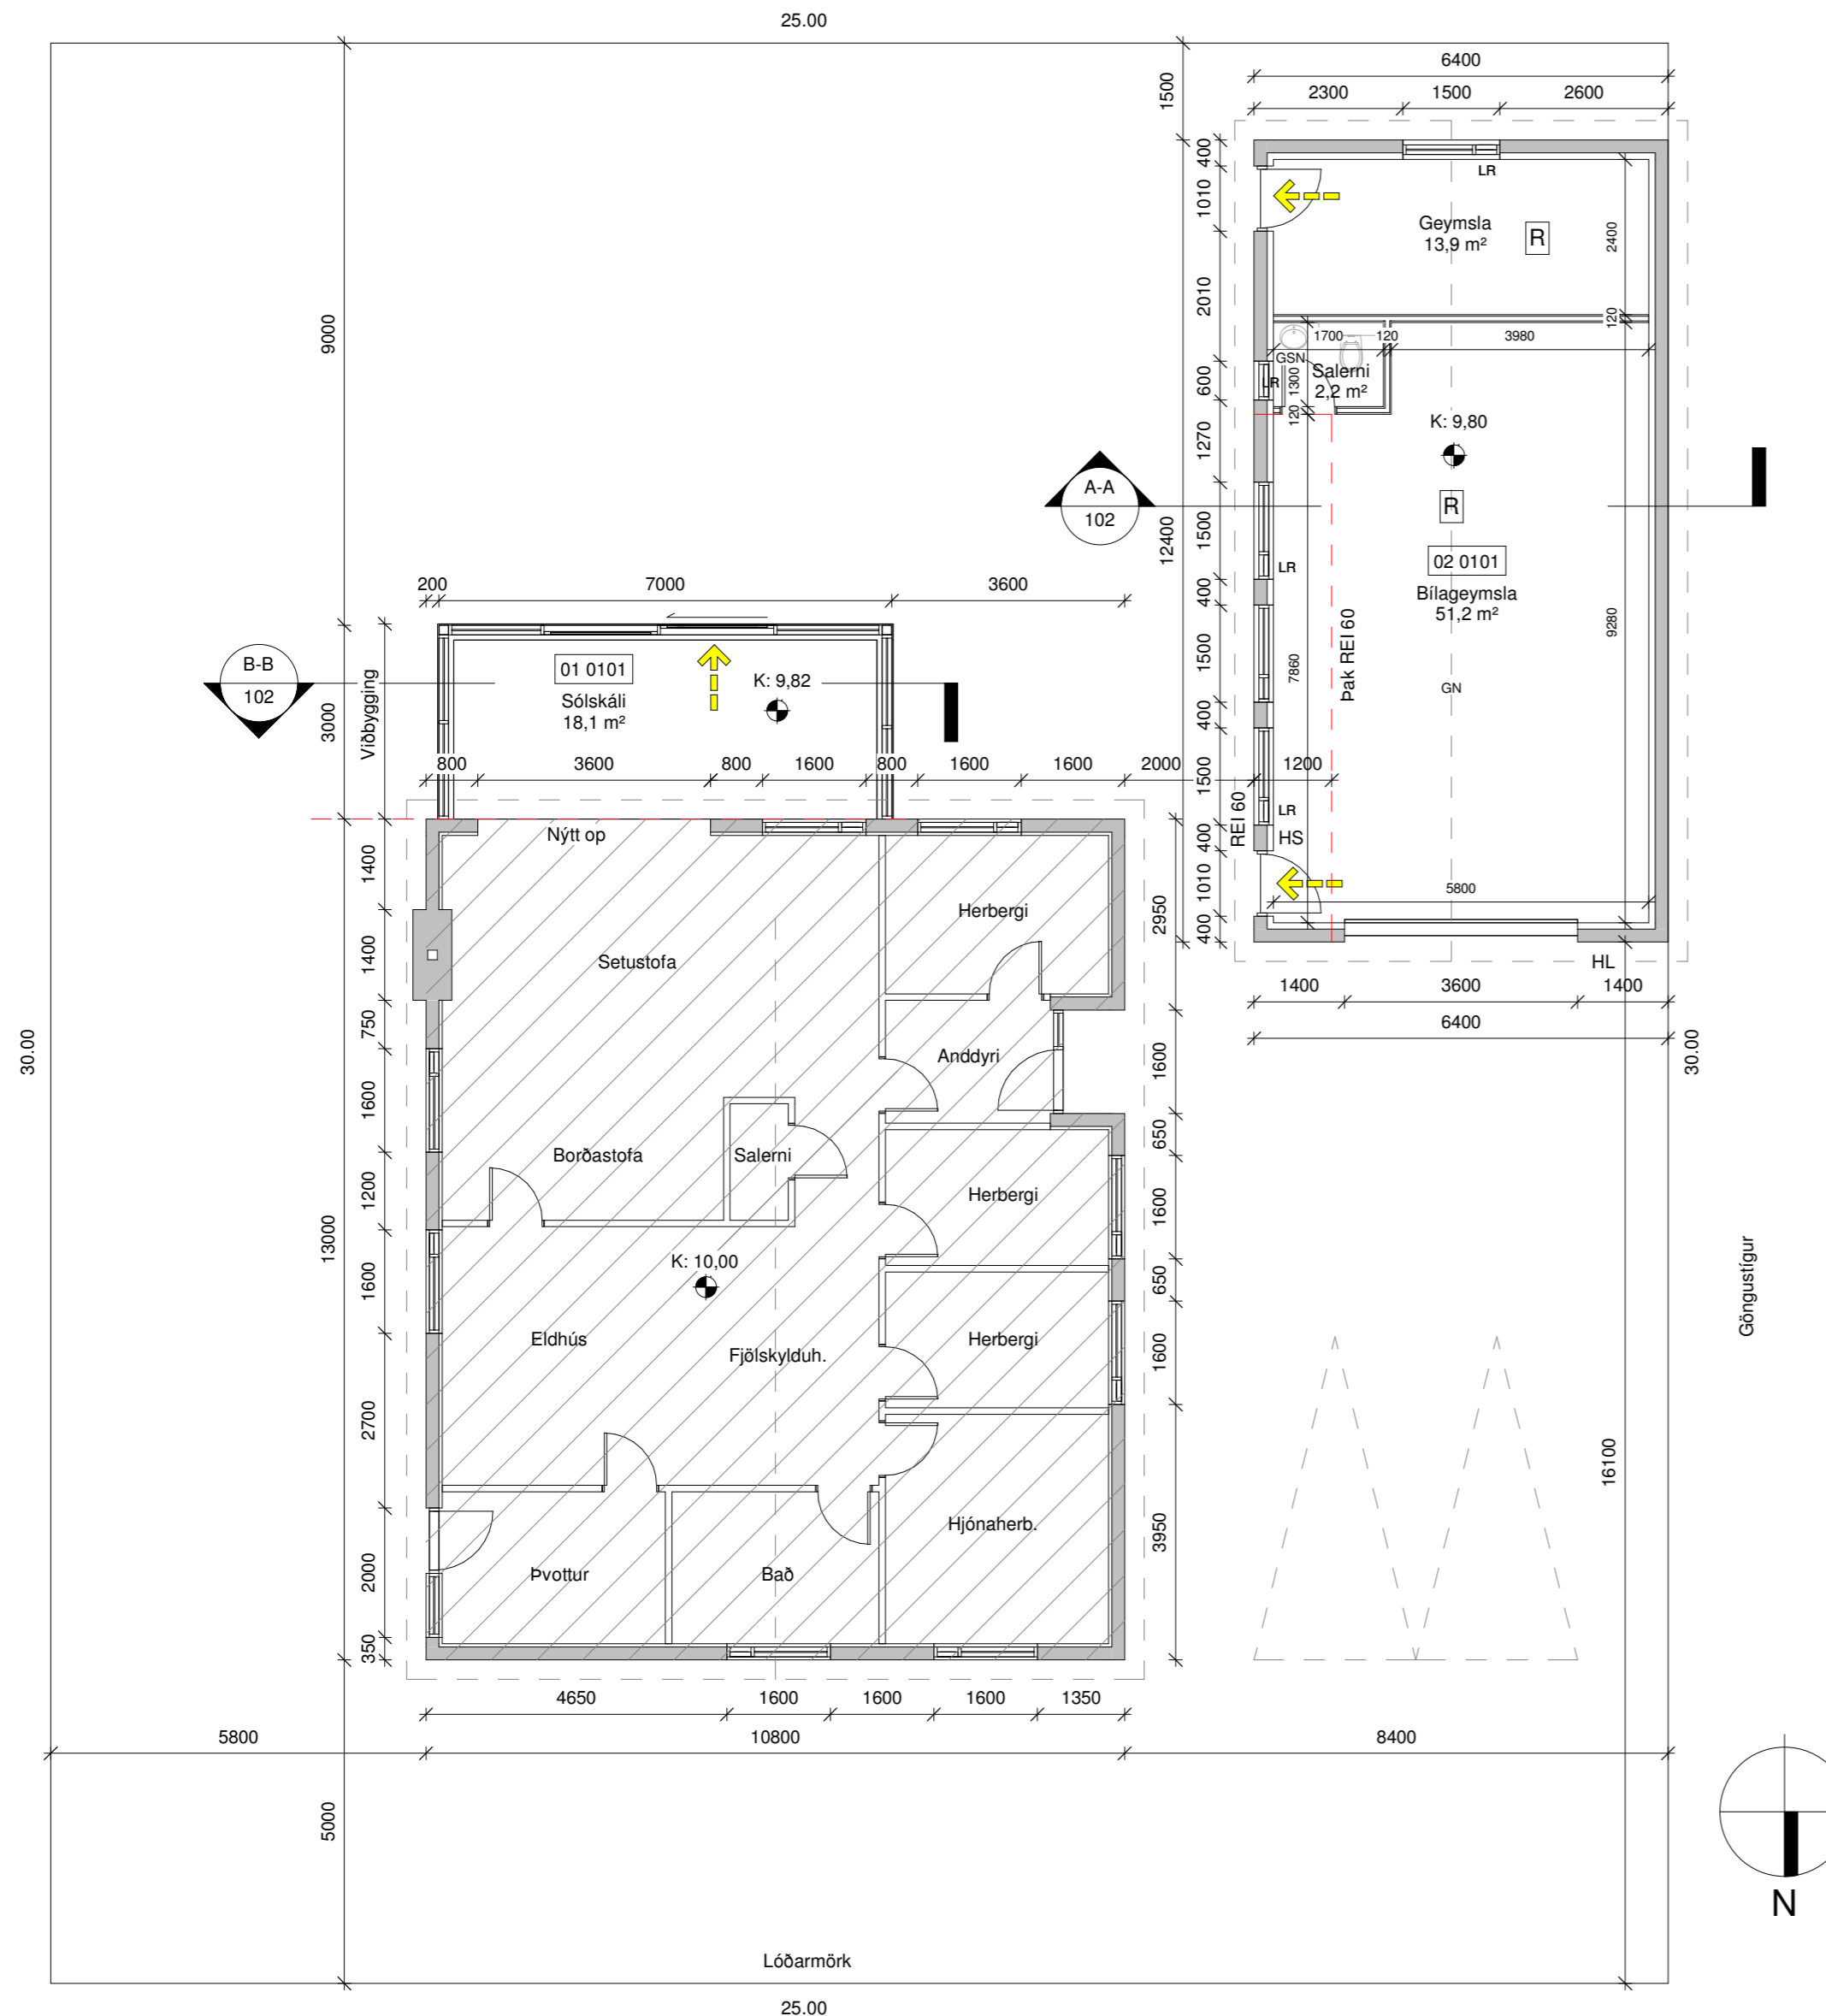 25.00
6400
2300 1500 2600
1500
400
1010
2010
600
1270
1500
400
1500
400
1500
400
1010
400
12400
LR
Geymsla
13,9 m²
R
2400
120
1700 120 3980
GSN
LR
1300
Salerni
2,2 m²
120
K: 9,80
R
02 0101
Bílageymsla
51,2 m²
9280
7860
Þak REI 60
GN
LR
LR
HS
REI 60
1200
5800
HL
1400 3600 1400
6400
30.00
A-A
102
9000
200 7000 3600
B-B
102
3000
Viðbygging
01 0101
Sólskáli
18,1 m²
K: 9,82
800 3600 800 1600 800 1600 1600 2000
Nýtt op
1400
1400
750
1600
1200
1600
2700
2000
350
13000
30.00
Herbergi
2950
Setustofa
Anddyri
1600
650
Borðastofa
Salerni
Herbergi
1600
K: 10,00
650
Eldhús
Fjölskylduh.
Herbergi
1600
Hjónaherb.
3950
Þvottur
Bað
Göngustígur
16100
4650 1600 1600 1600 1350
5800 10800 8400
5000
N
Lóðarmörk
25.00